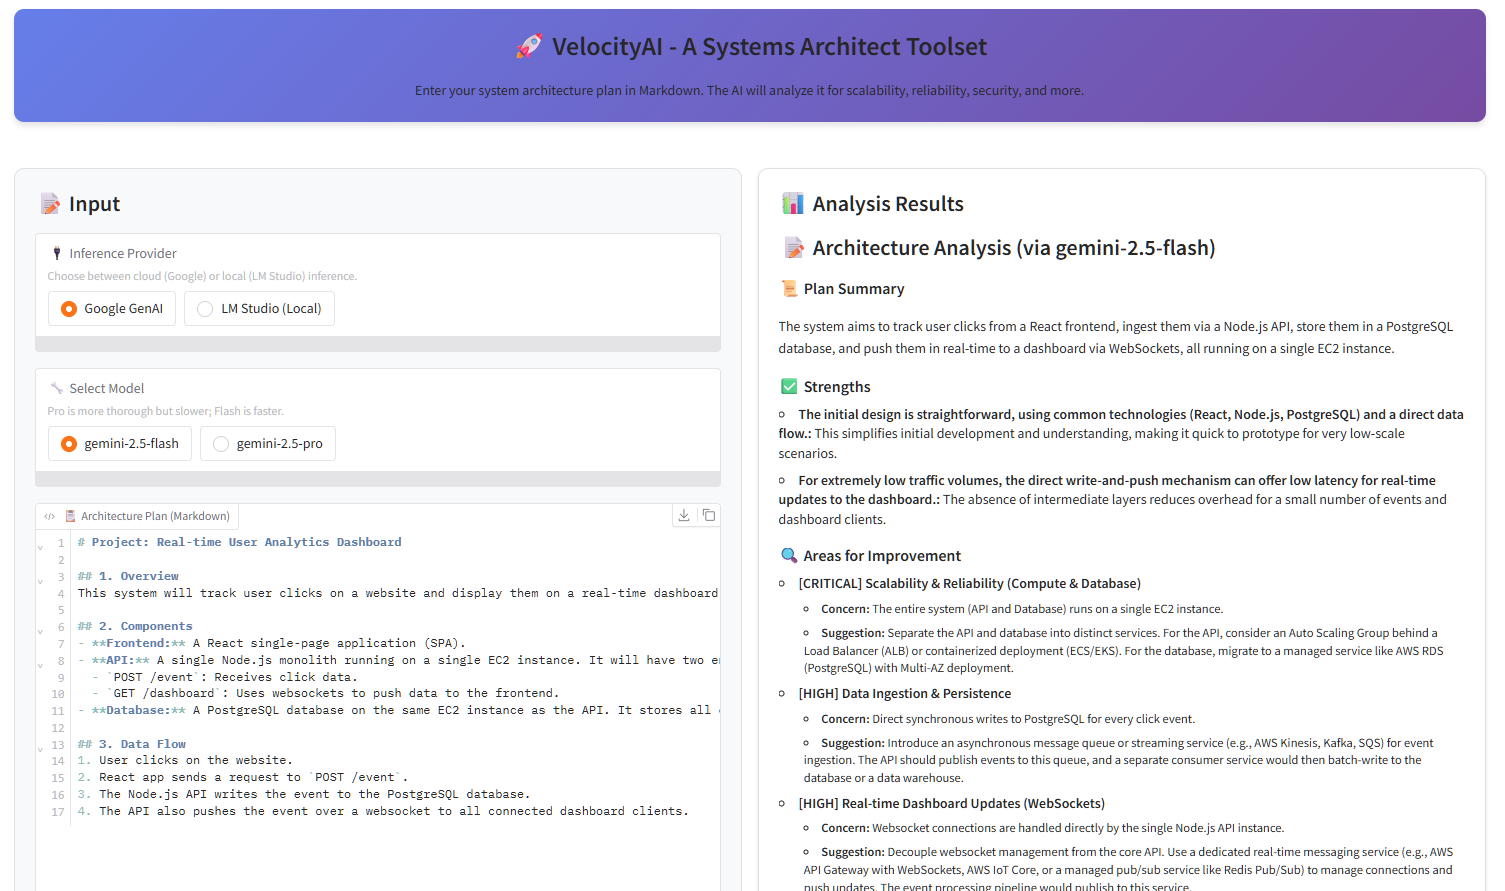 🚀 VelocityAI - A Systems Architect Toolset
Enter your system architecture plan in Markdown. The AI will analyze it for scalability, reliability, security, and more.
📝 Input
Inference Provider
Choose between cloud (Google) or local (LM Studio) inference.
Google GenAI
LM Studio (Local)
Select Model
Pro is more thorough but slower; Flash is faster.
gemini-2.5-flash
gemini-2.5-pro
Architecture Plan (Markdown)
1 # Project: Real-time User Analytics Dashboard
2
3 ## 1. Overview
4 This system will track user clicks on a website and display them on a real-time dashboard
5
6 ## 2. Components
7 - **Frontend:** A React single-page application (SPA).
8 - **API:** A single Node.js monolith running on a single EC2 instance. It will have two
9   - `POST /event`: Receives click data.
10   - `GET /dashboard`: Uses websockets to push data to the frontend.
11 - **Database:** A PostgreSQL database on the same EC2 instance as the API. It stores all
12
13 ## 3. Data Flow
14 1. User clicks on the website.
15 2. React app sends a request to `POST /event`.
16 3. The Node.js API writes the event to the PostgreSQL database.
17 4. The API also pushes the event over a websocket to all connected dashboard clients.
📊 Analysis Results
📝 Architecture Analysis (via gemini-2.5-flash)
📜 Plan Summary
The system aims to track user clicks from a React frontend, ingest them via a Node.js API, store them in a PostgreSQL
database, and push them in real-time to a dashboard via WebSockets, all running on a single EC2 instance.
✅ Strengths
The initial design is straightforward, using common technologies (React, Node.js, PostgreSQL) and a direct data
flow.: This simplifies initial development and understanding, making it quick to prototype for very low-scale
scenarios.
For extremely low traffic volumes, the direct write-and-push mechanism can offer low latency for real-time
updates to the dashboard.: The absence of intermediate layers reduces overhead for a small number of events and
dashboard clients.
🔍 Areas for Improvement
[CRITICAL] Scalability & Reliability (Compute & Database)
Concern: The entire system (API and Database) runs on a single EC2 instance.
Suggestion: Separate the API and database into distinct services. For the API, consider an Auto Scaling Group behind a
Load Balancer (ALB) or containerized deployment (ECS/EKS). For the database, migrate to a managed service like AWS RDS
(PostgreSQL) with Multi-AZ deployment.
[HIGH] Data Ingestion & Persistence
Concern: Direct synchronous writes to PostgreSQL for every click event.
Suggestion: Introduce an asynchronous message queue or streaming service (e.g., AWS Kinesis, Kafka, SQS) for event
ingestion. The API should publish events to this queue, and a separate consumer service would then batch-write to the
database or a data warehouse.
[HIGH] Real-time Dashboard Updates (WebSockets)
Concern: Websocket connections are handled directly by the single Node.js API instance.
Suggestion: Decouple websocket management from the core API. Use a dedicated real-time messaging service (e.g., AWS
API Gateway with WebSockets, AWS IoT Core, or a managed pub/sub service like Redis Pub/Sub) to manage connections and
push updates. The event processing pipeline would publish to this service.